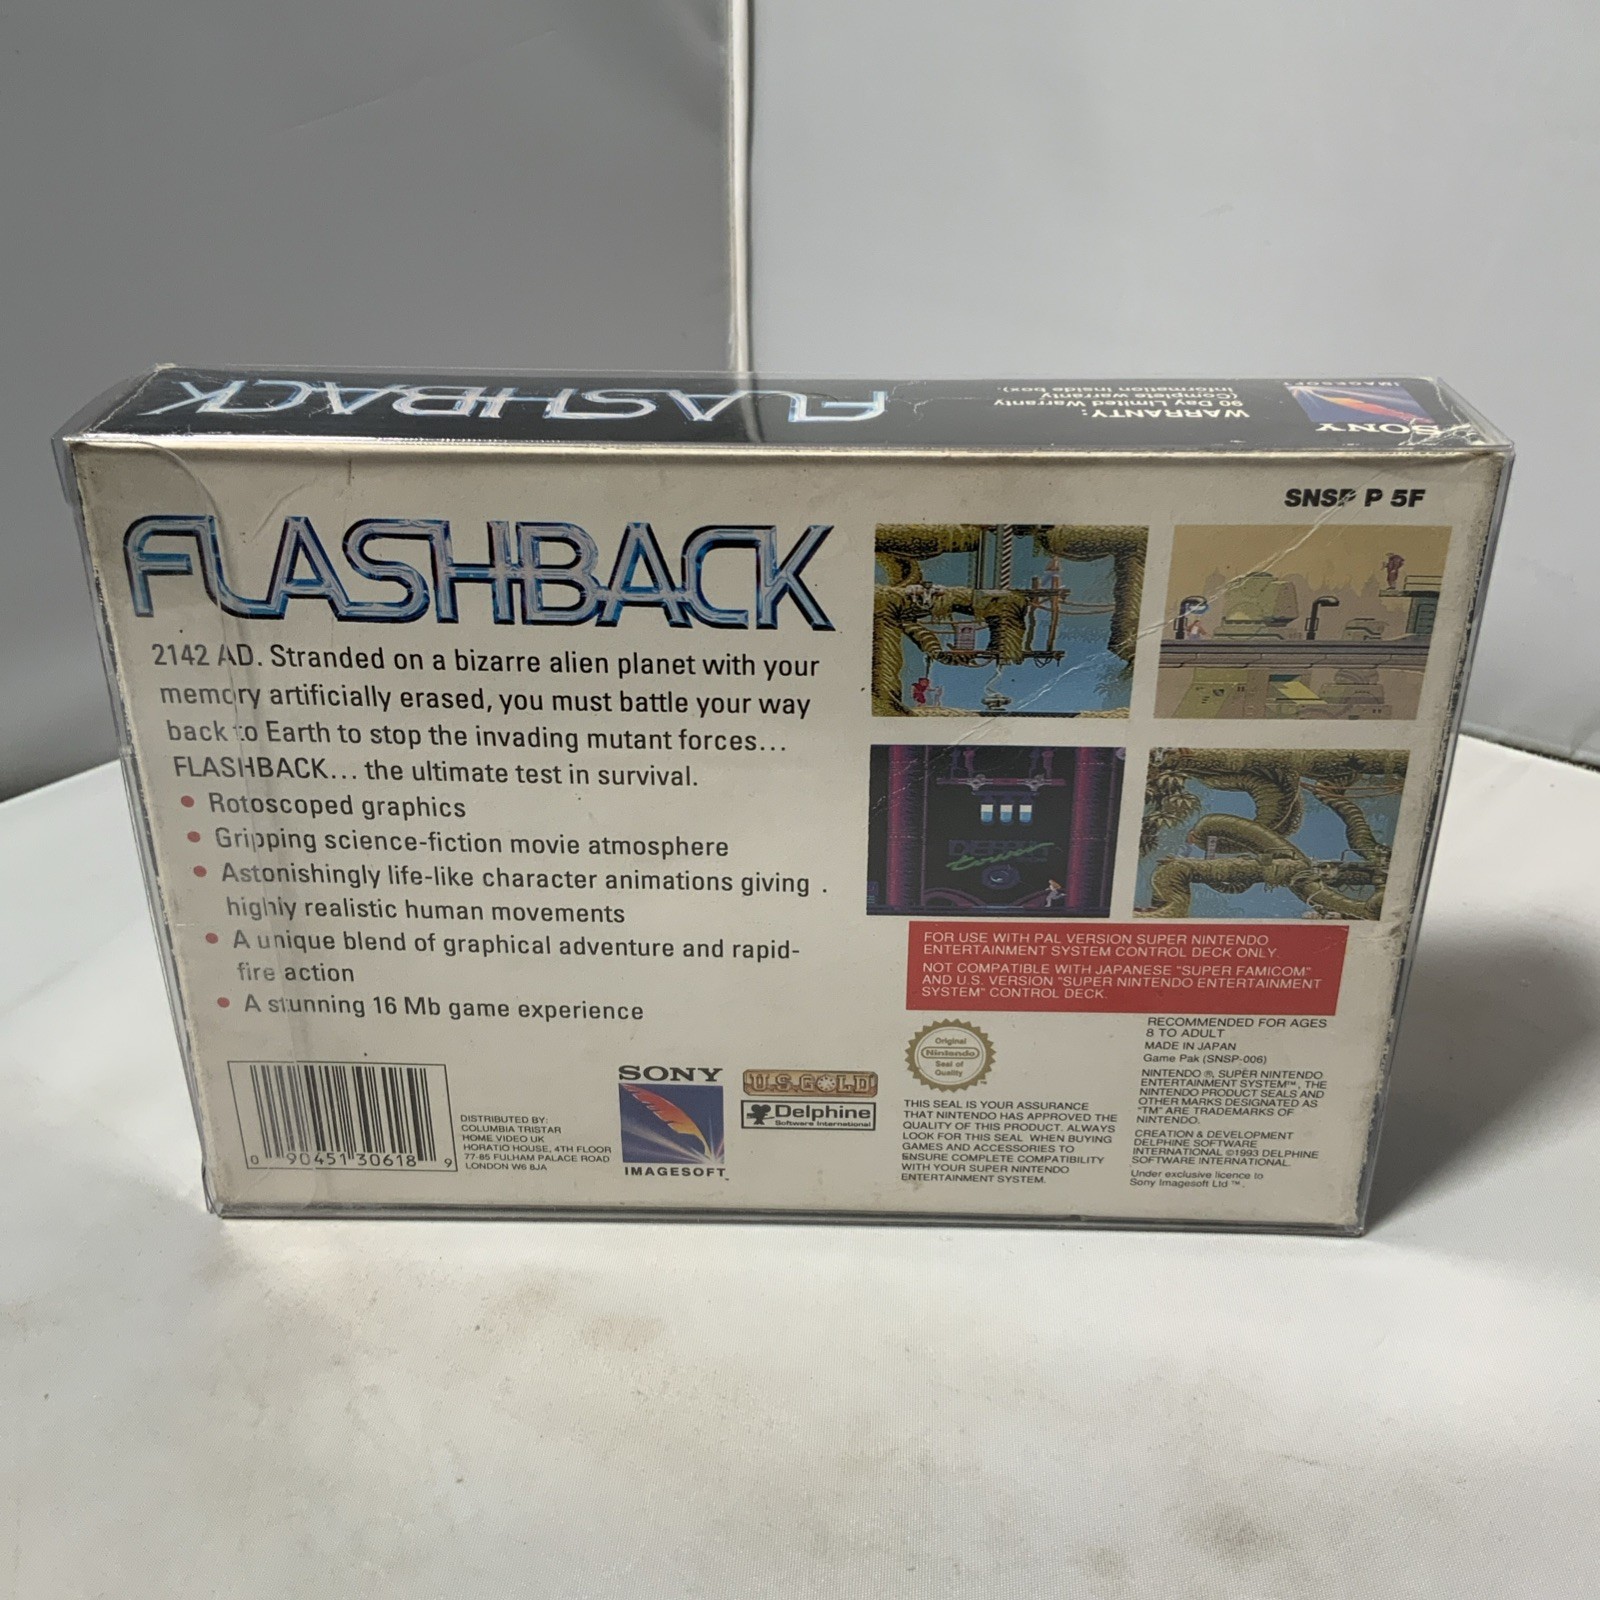 FLASHBACK
WARRANTY:
90 Day Limited Warranty
(Complete warranty
information inside box).
SONY
IMAGESOFT
SNSP P 5F
FLASHBACK
2142 AD. Stranded on a bizarre alien planet with your
memory artificially erased, you must battle your way
back to Earth to stop the invading mutant forces...
FLASHBACK... the ultimate test in survival.
• Rotoscoped graphics
• Gripping science-fiction movie atmosphere
• Astonishingly life-like character animations giving .
highly realistic human movements
• A unique blend of graphical adventure and rapid-
fire action
• A stunning 16 Mb game experience
FOR USE WITH PAL VERSION SUPER NINTENDO
ENTERTAINMENT SYSTEM CONTROL DECK ONLY.
NOT COMPATIBLE WITH JAPANESE "SUPER FAMICOM"
AND U.S. VERSION "SUPER NINTENDO ENTERTAINMENT
SYSTEM" CONTROL DECK.
0 90451 30618 9
DISTRIBUTED BY:
COLUMBIA TRISTAR
HOME VIDEO UK
HORATIO HOUSE, 4TH FLOOR
77-85 FULHAM PALACE ROAD
LONDON W6 8JA
SONY
IMAGESOFT™
U.S. GOLD
Delphine
Software International
Original
Nintendo
Seal of
Quality
THIS SEAL IS YOUR ASSURANCE
THAT NINTENDO HAS APPROVED THE
QUALITY OF THIS PRODUCT. ALWAYS
LOOK FOR THIS SEAL WHEN BUYING
GAMES AND ACCESSORIES TO
ENSURE COMPLETE COMPATIBILITY
WITH YOUR SUPER NINTENDO
ENTERTAINMENT SYSTEM.
RECOMMENDED FOR AGES
8 TO ADULT
MADE IN JAPAN
Game Pak (SNSP-006)
NINTENDO ®, SUPER NINTENDO
ENTERTAINMENT SYSTEM™, THE
NINTENDO PRODUCT SEALS AND
OTHER MARKS DESIGNATED AS
"TM" ARE TRADEMARKS OF
NINTENDO.
CREATION & DEVELOPMENT
DELPHINE SOFTWARE
INTERNATIONAL ©1993 DELPHINE
SOFTWARE INTERNATIONAL.
Under exclusive licence to
Sony Imagesoft Ltd ™.